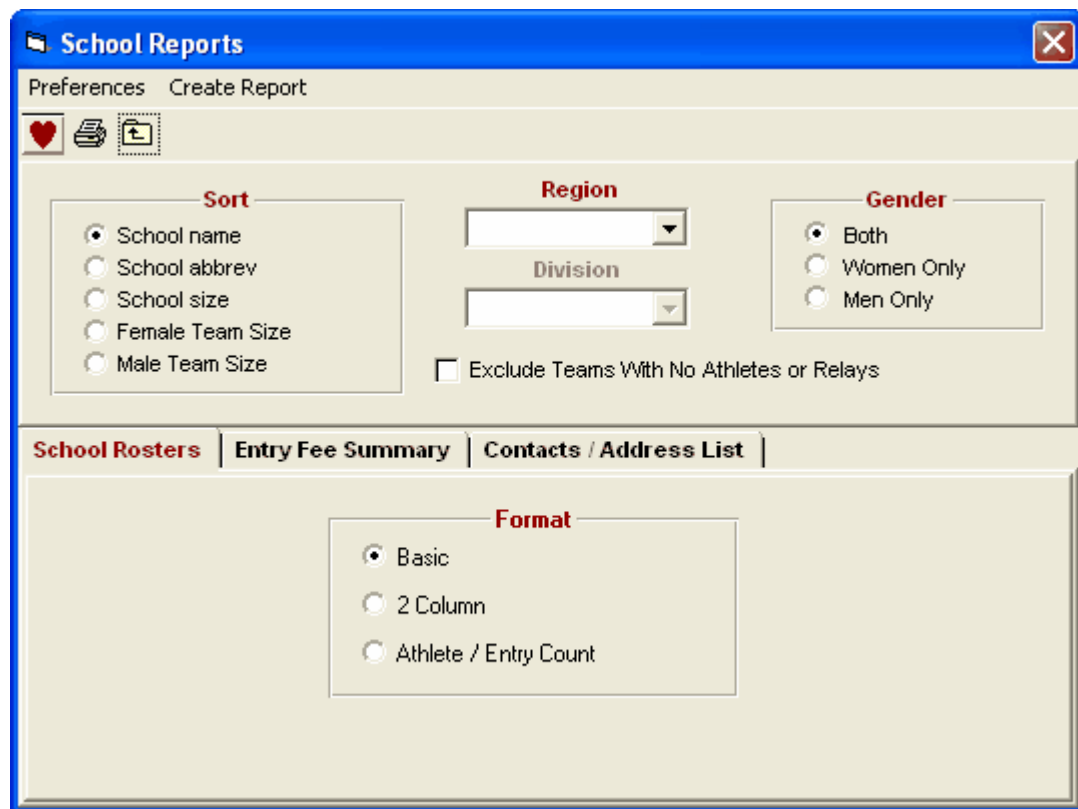 School Reports
Preferences Create Report
Sort
School name
School abbrev
School size
Female Team Size
Male Team Size
Region
Division
Exclude Teams With No Athletes or Relays
Gender
Both
Women Only
Men Only
School Rosters Entry Fee Summary Contacts / Address List
Format
Basic
2 Column
Athlete / Entry Count